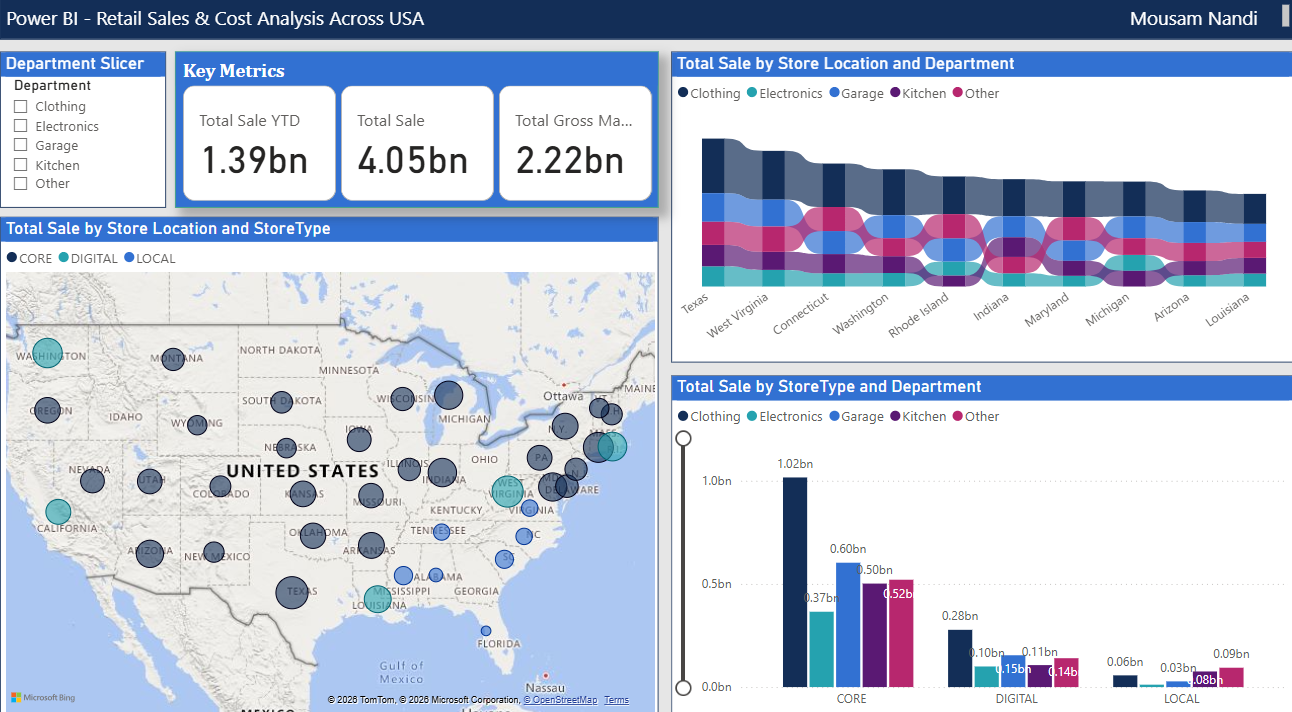 Power BI - Retail Sales & Cost Analysis Across USA
Mousam Nandi
Department Slicer
Department
Clothing
Electronics
Garage
Kitchen
Other
Key Metrics
Total Sale YTD
1.39bn
Total Sale
4.05bn
Total Gross Ma...
2.22bn
Total Sale by Store Location and Department
Clothing Electronics Garage Kitchen Other
Texas
West Virginia
Connecticut
Washington
Rhode Island
Indiana
Maryland
Michigan
Arizona
Louisiana
Total Sale by Store Location and StoreType
CORE DIGITAL LOCAL
WASHINGTON
MONTANA
NORTH DAKOTA
MINNESOTA
Ottawa
MAINE
VT
OREGON
IDAHO
WYOMING
SOUTH DAKOTA
WISCONSIN
MICHIGAN
NY
MASS
IOWA
NEBRASKA
ILLINOIS
INDIANA
OHIO
PA
NEVADA
UTAH
COLORADO
UNITED STATES
KANSAS
MISSOURI
WEST
VIRGINIA
MD
DELAWARE
KENTUCKY
VIRGINIA
CALIFORNIA
OKLAHOMA
TENNESSEE
NC
ARIZONA
NEW MEXICO
ARKANSAS
SC
TEXAS
ALABAMA
MISSISSIPPI
GEORGIA
LOUISIANA
FLORIDA
Gulf of
Mexico
Nassau
MEXICO
Microsoft Bing
© 2026 TomTom, © 2026 Microsoft Corporation, © OpenStreetMap Terms
Total Sale by StoreType and Department
Clothing Electronics Garage Kitchen Other
1.0bn
0.5bn
0.0bn
1.02bn
0.37bn
0.60bn
0.50bn
0.52bn
0.28bn
0.10bn
0.15bn
0.11bn
0.14bn
0.06bn
0.03bn
0.08bn
0.09bn
CORE
DIGITAL
LOCAL